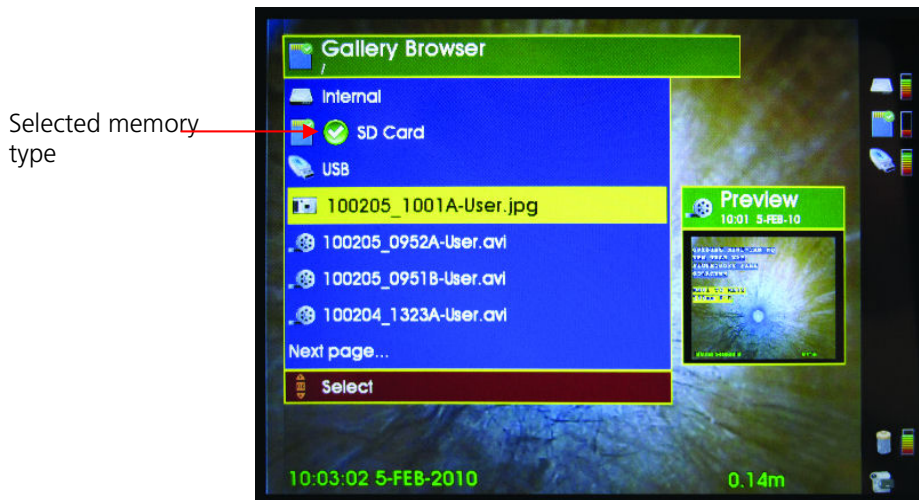 Selected memory
type
Gallery Browser
/
Internal
SD Card
USB
100205_1001A-User.jpg
100205_0952A-User.avi
100205_0951B-User.avi
100204_1323A-User.avi
Next page...
Select
Preview
10:01 5-FEB-10
10:03:02 5-FEB-2010
0.14m